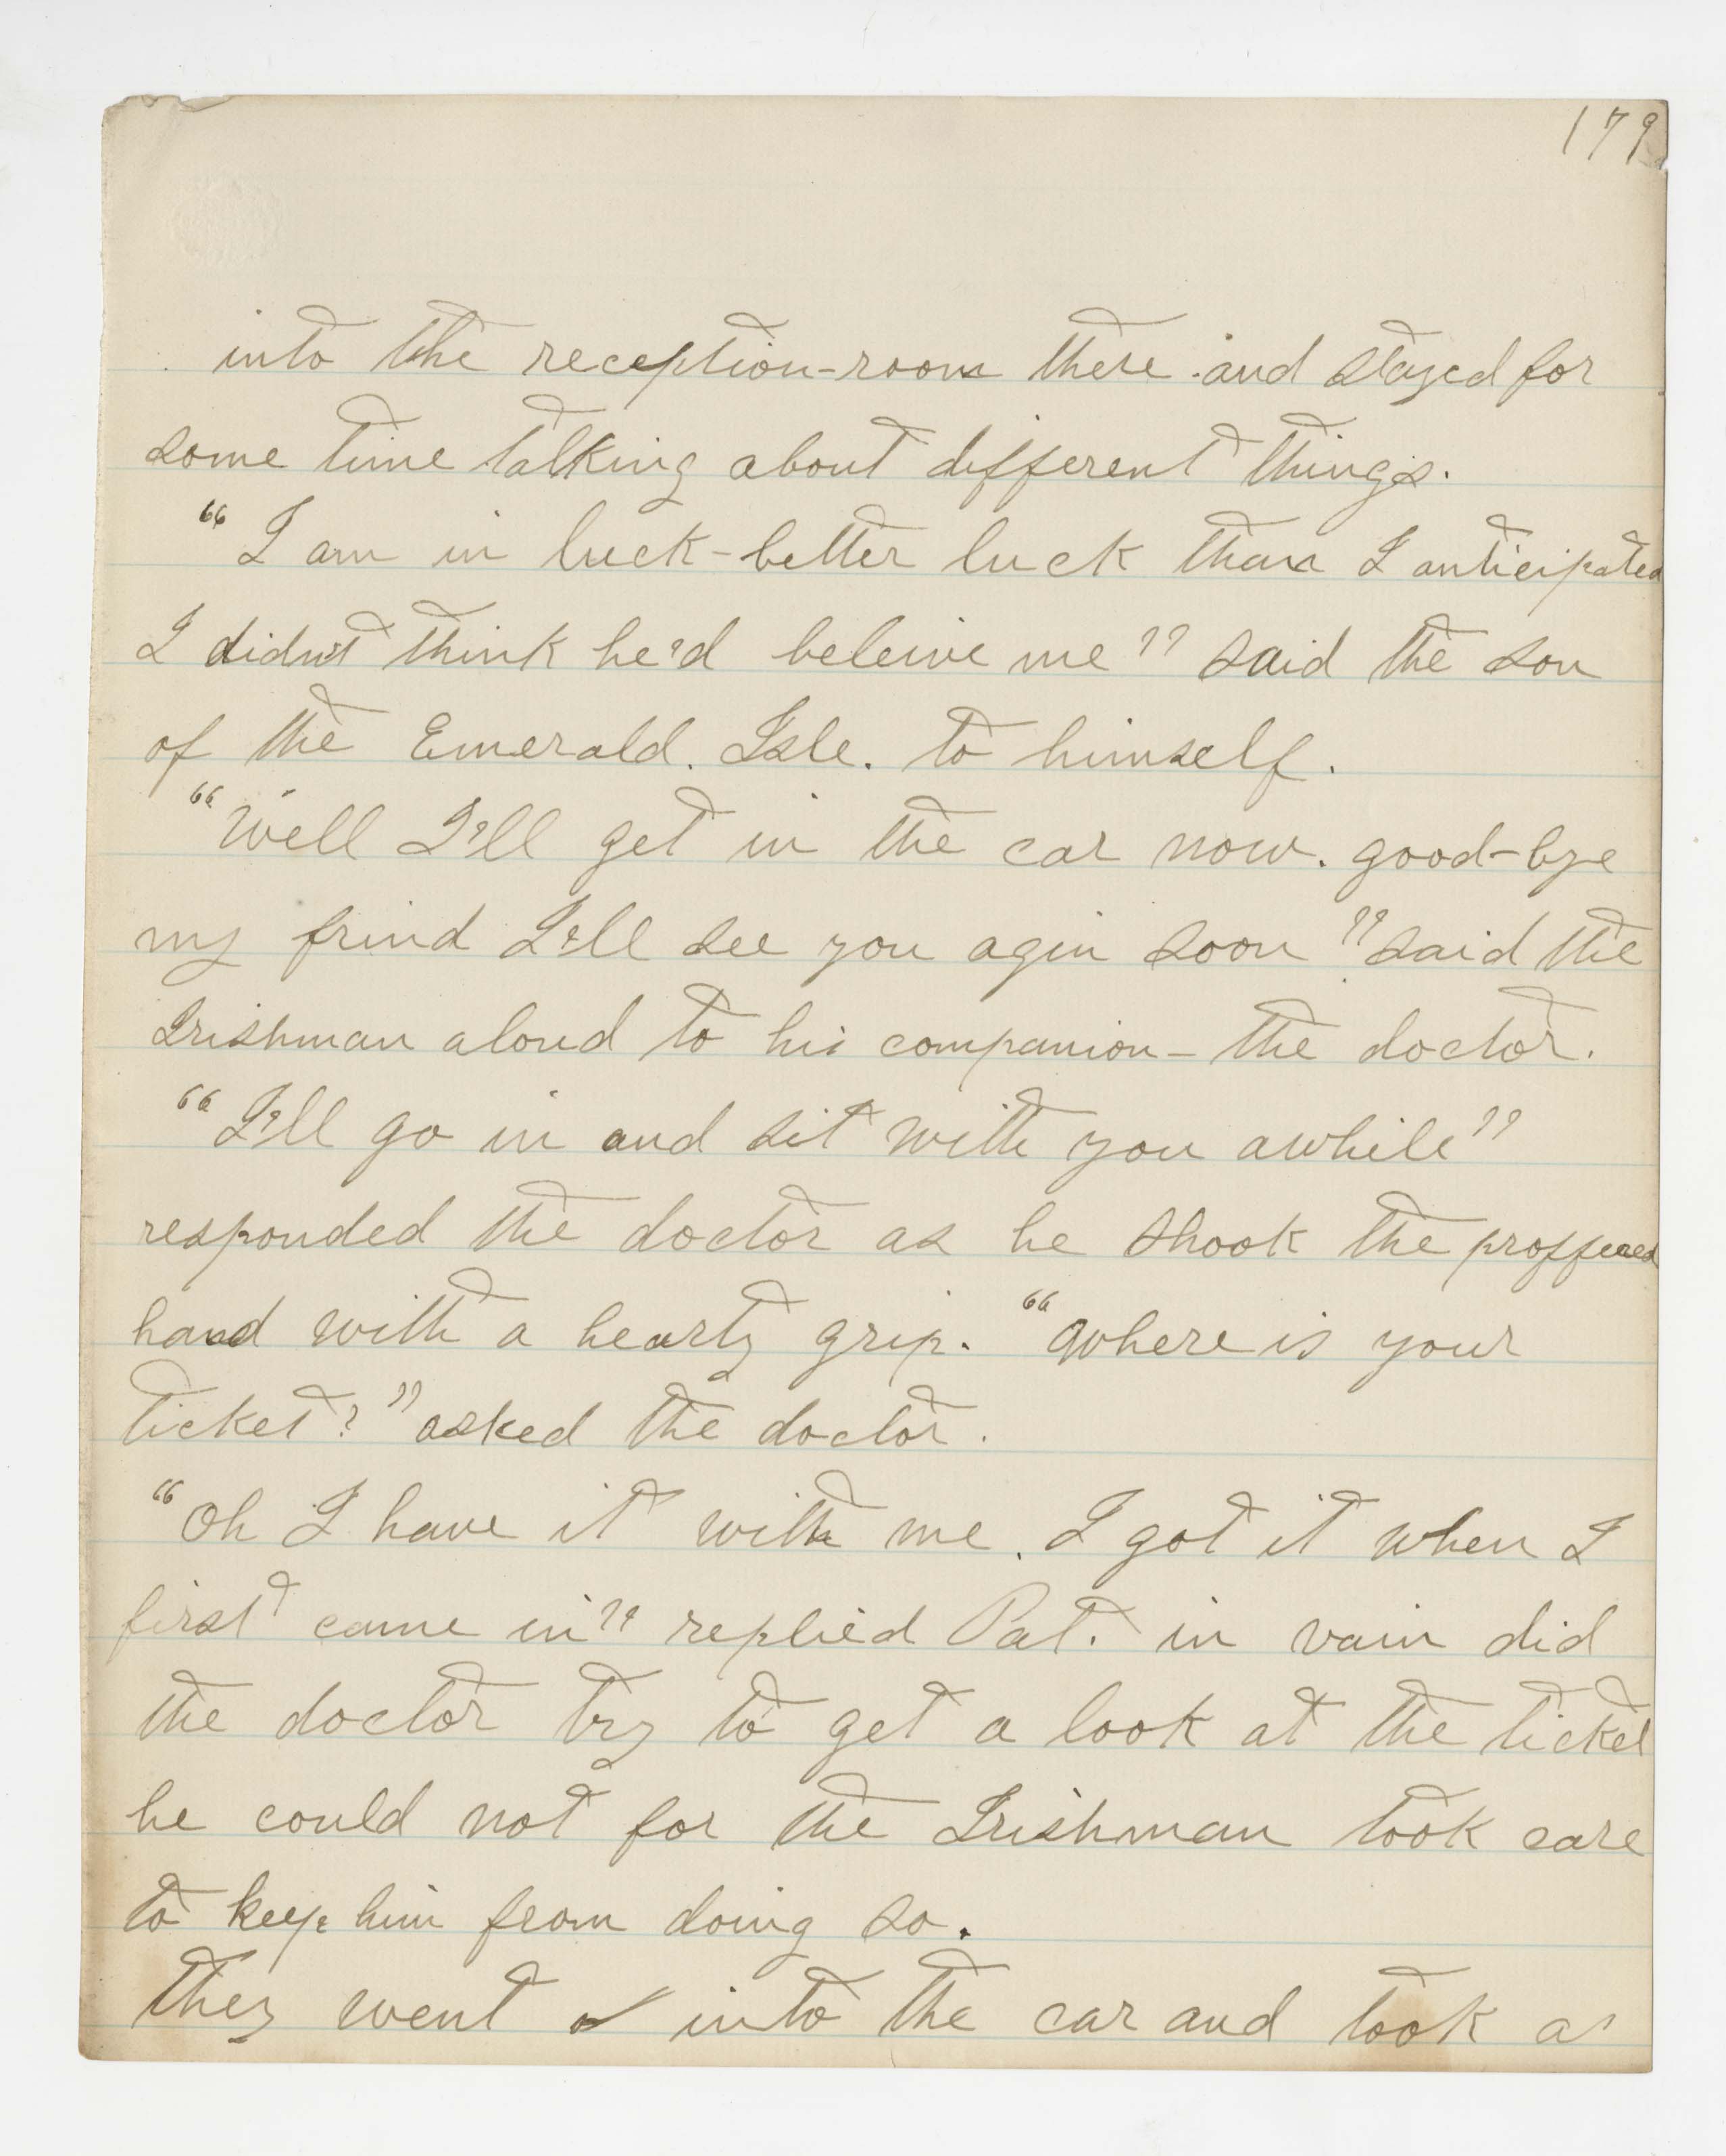 179
into the reception-room there and stayed for
some time talking about different things.
"I am in luck-better luck than I anticipated
I didn't think he'd beleive me" said the son
of the Emerald. Isle. to himself.
"Well I'll get in the car now. good-bye
my frind I'll see you agin soon" said the
Irishman aloud to his companion- the doctor.
"I'll go in and sit with you awhile"
responded the doctor as he shook the proffered
hand with a hearty grip. "Where is your
ticket?" asked the doctor.
"Oh I have it with me. I got it when I
first came in" replied Pat. in vain did
the doctor try to get a look at the ticket
he could not for the Irishman took care
to keep him from doing so.
They went into the car and took a